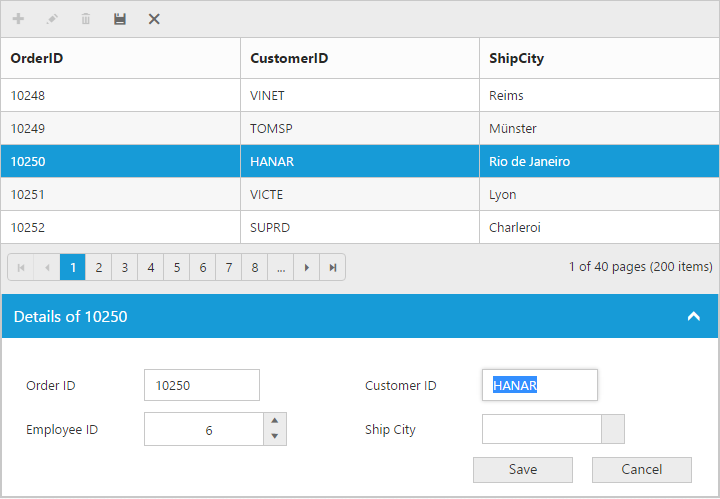 OrderID CustomerID ShipCity
10248 VINET Reims
10249 TOMSP Münster
10250 HANAR Rio de Janeiro
10251 VICTE Lyon
10252 SUPRD Charleroi
1 2 3 4 5 6 7 8 ... 1 of 40 pages (200 items)
Details of 10250
Order ID 10250 Customer ID HANAR
Employee ID 6 Ship City
Save Cancel